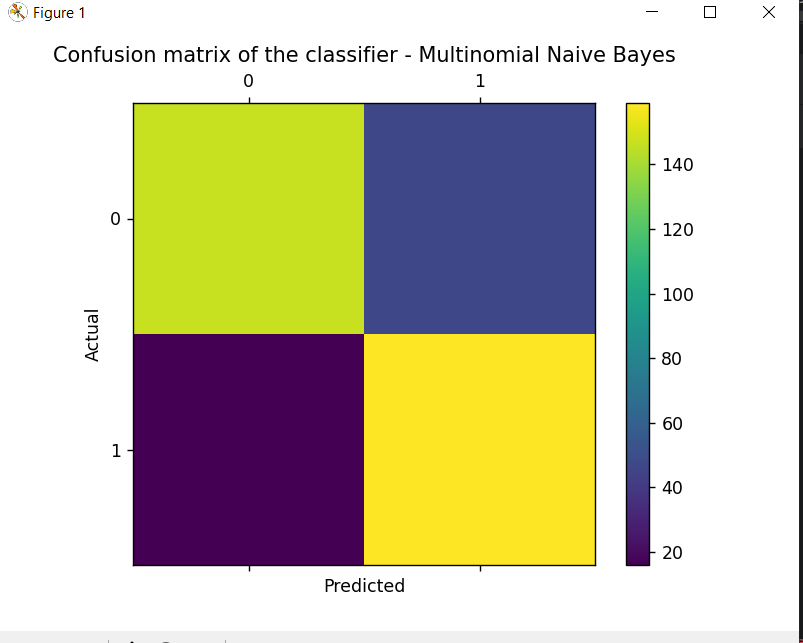 Figure 1
Confusion matrix of the classifier - Multinomial Naive Bayes
0 1
140
120
0
100
Actual
80
60
1
40
20
Predicted